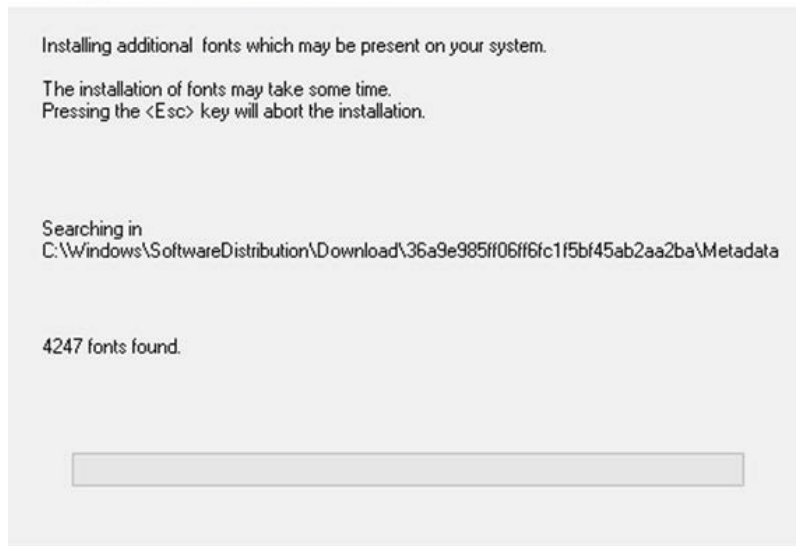 Installing additional fonts which may be present on your system.
The installation of fonts may take some time.
Pressing the <Esc> key will abort the installation.
Searching in
C:\Windows\SoftwareDistribution\Download\36a9e985ff06ff6fc1f5bf45ab2aa2ba\Metadata
4247 fonts found.